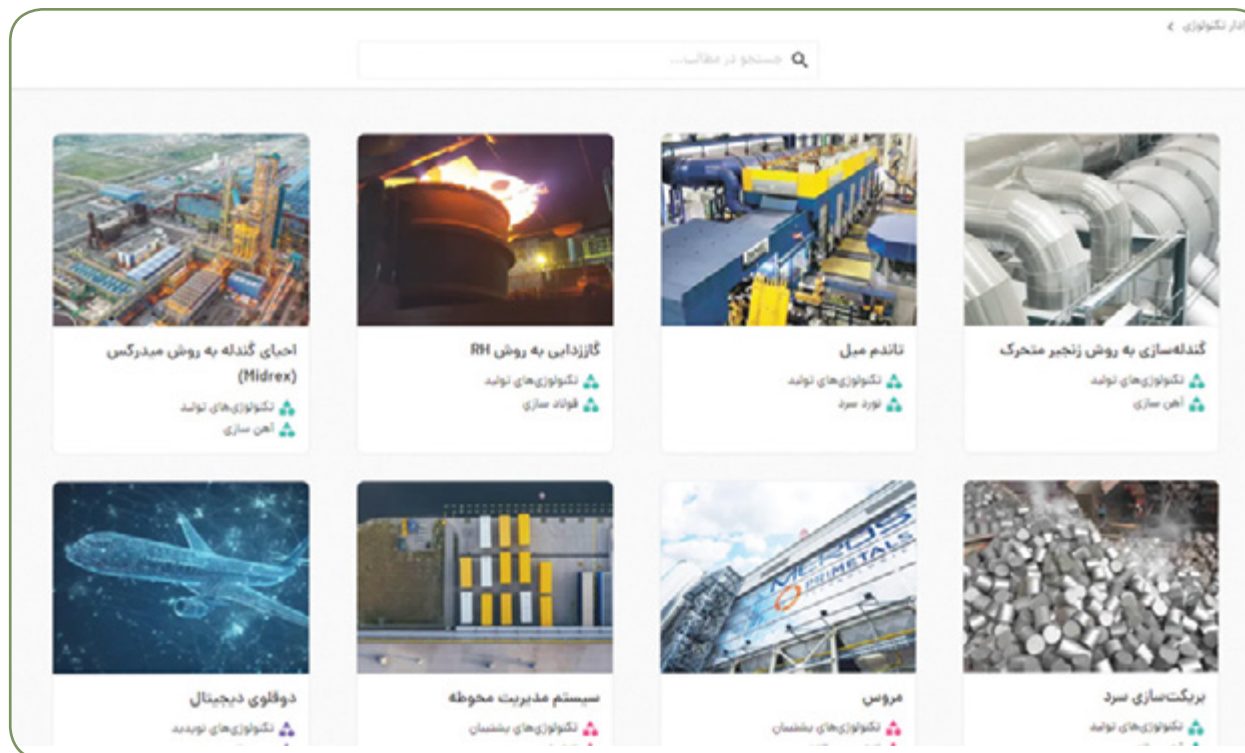 تکنولوژی
جستجو در مطالب...
گندله‌سازی به روش زنجیر متحرک
تکنولوژی‌های تولید
آهن سازی
تاندم میل
تکنولوژی‌های تولید
نورد سرد
گاززدایی به روش RH
تکنولوژی‌های تولید
فولاد سازی
احیای گندله به روش میدرکس
(Midrex)
تکنولوژی‌های تولید
آهن سازی
MEROS
PRIMETALS
بریکت‌سازی سرد
تکنولوژی‌های تولید
مروس
تکنولوژی‌های پشتیبان
سیستم مدیریت محوطه
تکنولوژی‌های پشتیبان
دوقلوی دیجیتال
تکنولوژی‌های نوپدید